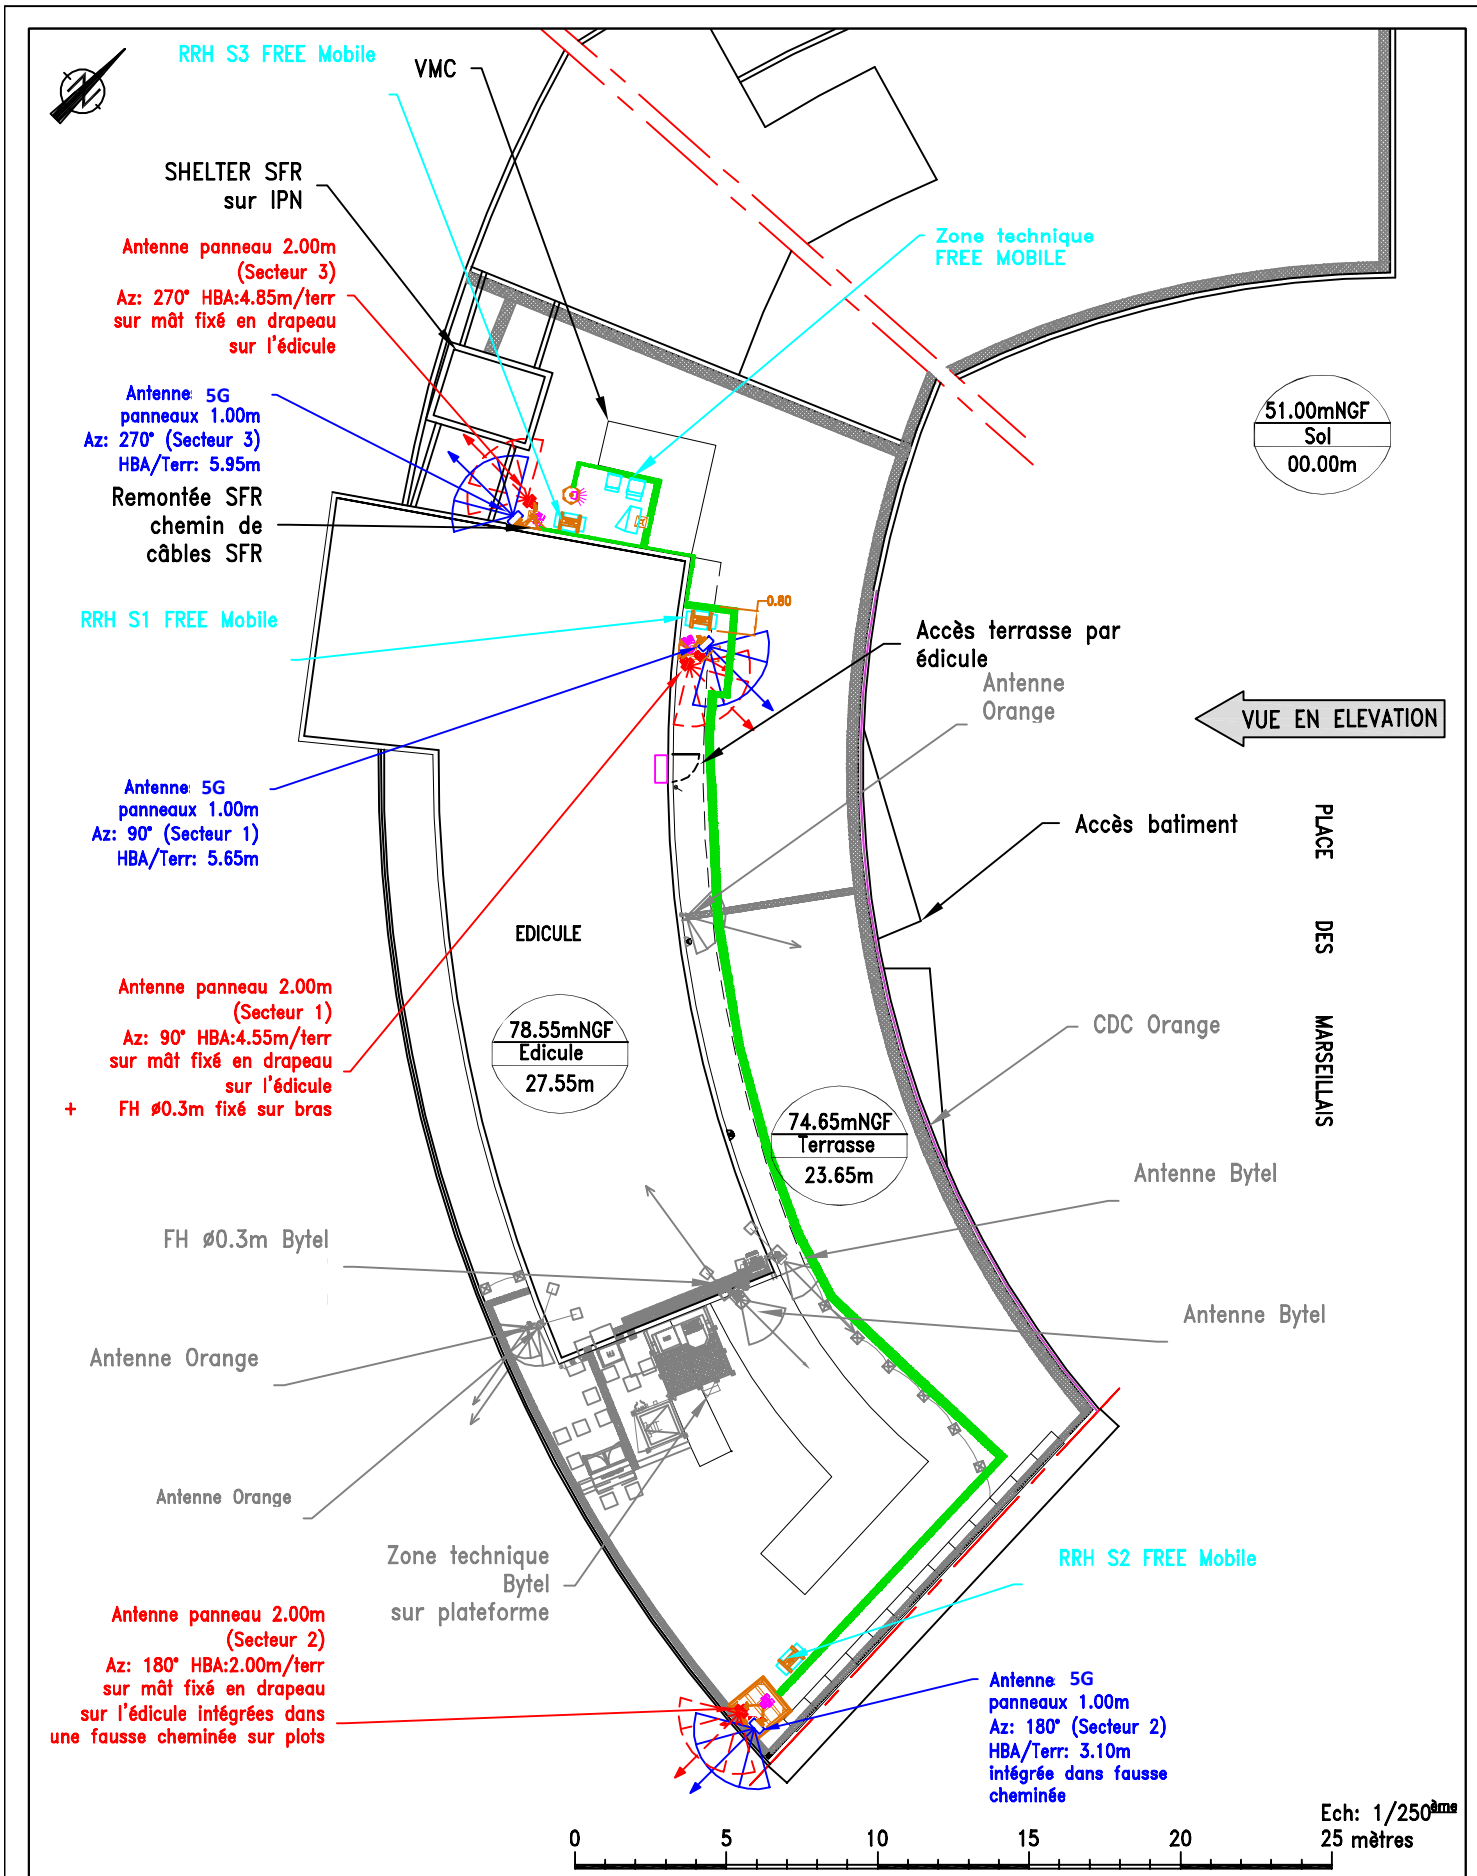 RRH S3 FREE Mobile
VMC
SHELTER SFR
sur IPN
Antenne panneau 2.00m
(Secteur 3)
Az: 270° HBA:4.85m/terr
sur mât fixé en drapeau
sur l'édicule
Zone technique
FREE MOBILE
Antenne 5G
panneaux 1.00m
Az: 270° (Secteur 3)
HBA/Terr: 5.95m
51.00mNGF
Sol
00.00m
Remontée SFR
chemin de
câbles SFR
RRH S1 FREE Mobile
0.80
Accès terrasse par
édicule
Antenne
Orange
VUE EN ELEVATION
Antenne 5G
panneaux 1.00m
Az: 90° (Secteur 1)
HBA/Terr: 5.65m
Accès batiment
PLACE DES MARSEILLAIS
EDICULE
Antenne panneau 2.00m
(Secteur 1)
Az: 90° HBA:4.55m/terr
sur mât fixé en drapeau
sur l'édicule
+ FH ø0.3m fixé sur bras
78.55mNGF
Edicule
27.55m
CDC Orange
74.65mNGF
Terrasse
23.65m
Antenne Bytel
FH ø0.3m Bytel
Antenne Bytel
Antenne Orange
Antenne Orange
Zone technique
Bytel
sur plateforme
RRH S2 FREE Mobile
Antenne panneau 2.00m
(Secteur 2)
Az: 180° HBA:2.00m/terr
sur mât fixé en drapeau
sur l'édicule intégrées dans
une fausse cheminée sur plots
Antenne 5G
panneaux 1.00m
Az: 180° (Secteur 2)
HBA/Terr: 3.10m
intégrée dans fausse
cheminée
Ech: 1/250ème
0 5 10 15 20 25 mètres